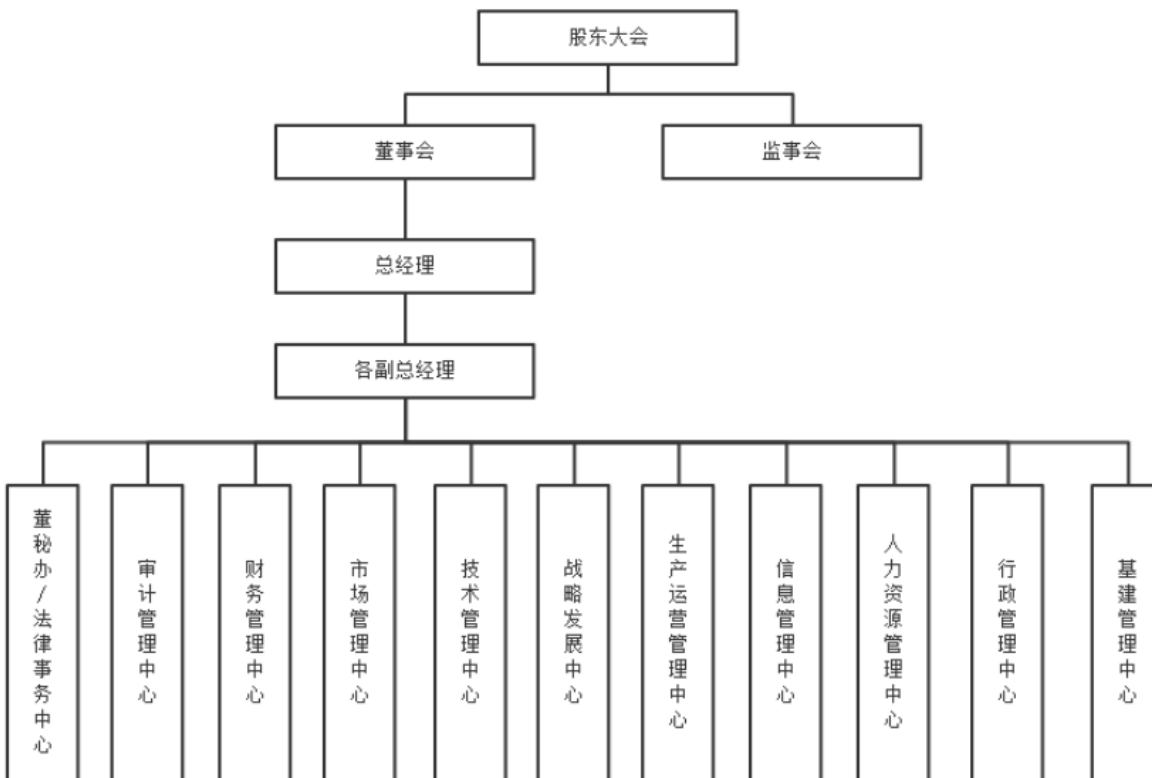 股东大会
董事会
监事会
总经理
各副总经理
董秘办/法律事务中心
审计管理中心
财务管理中心
市场管理中心
技术管理中心
战略发展中心
生产运营管理中心
信息管理中心
人力资源管理中心
行政管理中心
基建管理中心